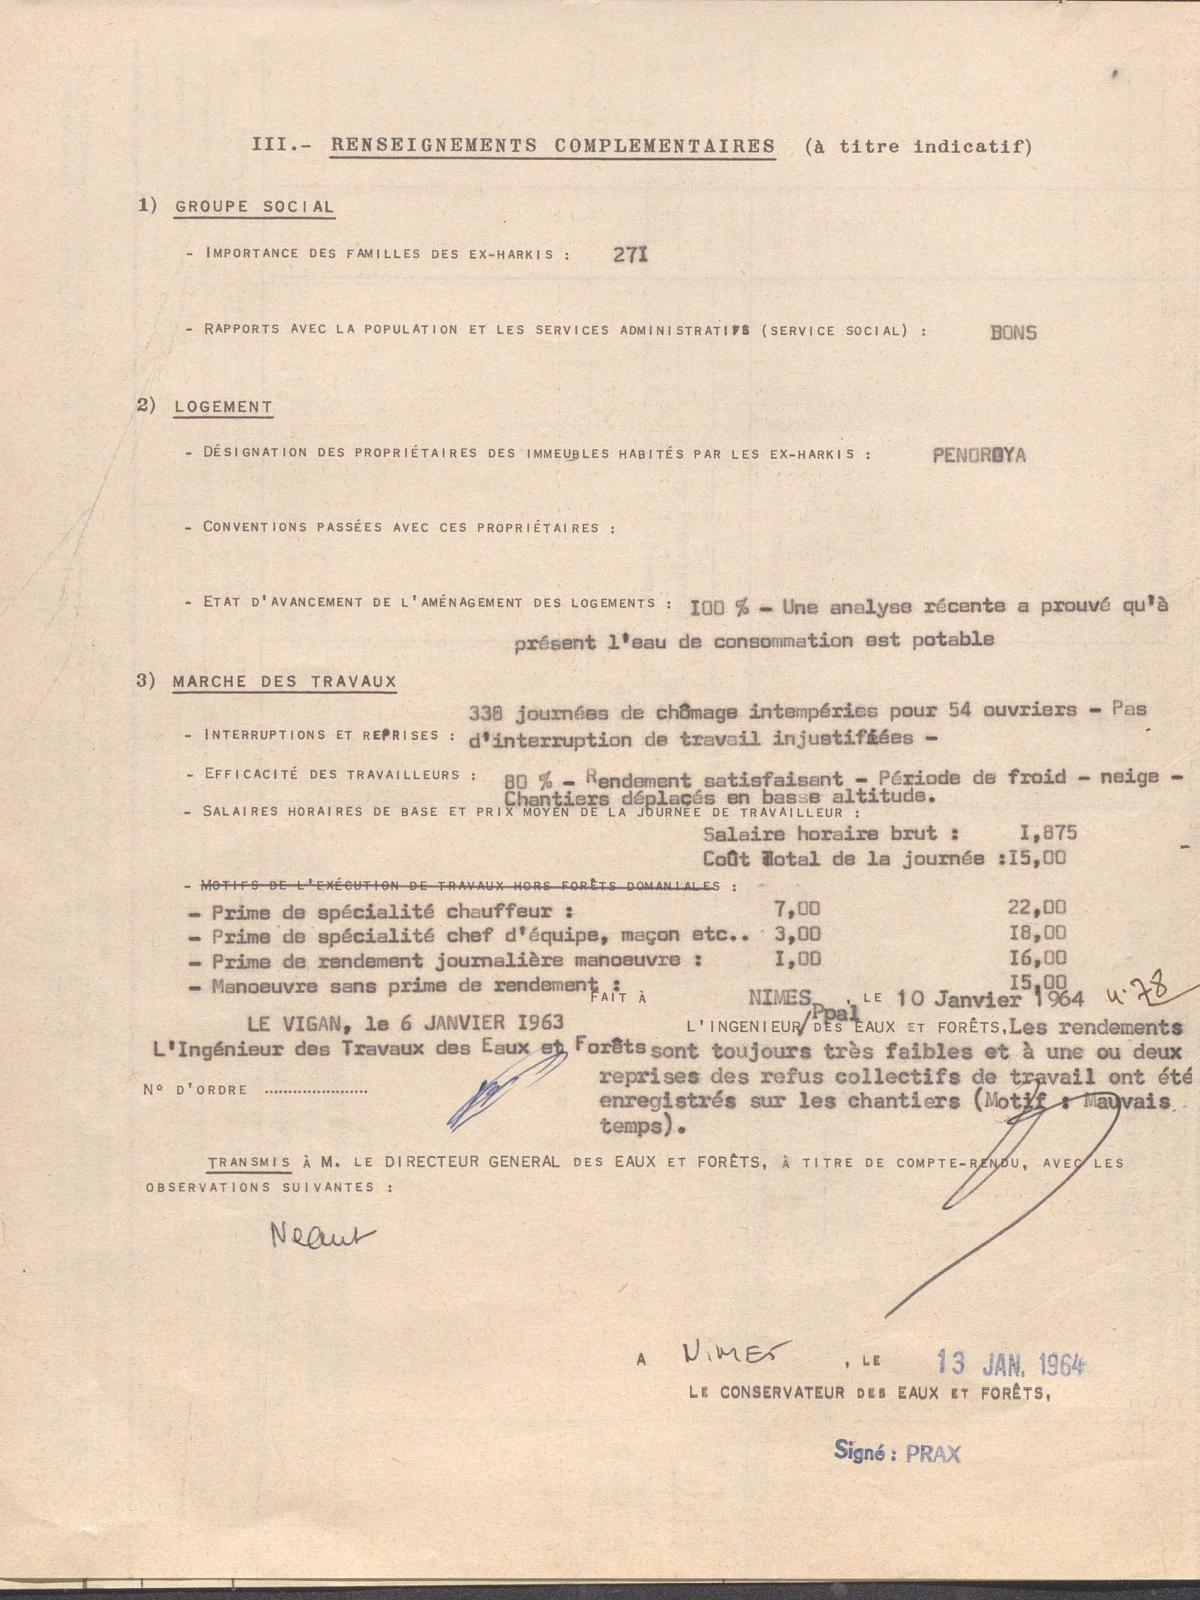 III.- RENSEIGNEMENTS COMPLEMENTAIRES (à titre indicatif)
1) GROUPE SOCIAL
- IMPORTANCE DES FAMILLES DES EX-HARKIS : 27I
- RAPPORTS AVEC LA POPULATION ET LES SERVICES ADMINISTRATIFS (SERVICE SOCIAL) : BONS
2) LOGEMENT
- DÉSIGNATION DES PROPRIÉTAIRES DES IMMEUBLES HABITÉS PAR LES EX-HARKIS : PENOROYA
- CONVENTIONS PASSÉES AVEC CES PROPRIÉTAIRES :
- ETAT D'AVANCEMENT DE L'AMÉNAGEMENT DES LOGEMENTS : I00 % - Une analyse récente a prouvé qu'à
présent l'eau de consommation est potable
3) MARCHE DES TRAVAUX
338 journées de chômage intempéries pour 54 ouvriers - Pas
- INTERRUPTIONS ET REPRISES : d'interruption de travail injustifiées -
- EFFICACITÉ DES TRAVAILLEURS : 80 % - Rendement satisfaisant - Période de froid - neige -
Chantiers déplaçés en basse altitude.
- SALAIRES HORAIRES DE BASE ET PRIX MOYEN DE LA JOURNÉE DE TRAVAILLEUR :
Salaire horaire brut : I,875
Coût Total de la journée :I5,00
- MOTIFS DE L'EXÉCUTION DE TRAVAUX HORS FORÊTS DOMANIALES :
- Prime de spécialité chauffeur : 7,00 22,00
- Prime de spécialité chef d'équipe, maçon etc.. 3,00 I8,00
- Prime de rendement journalière manoeuvre : I,00 I6,00
- Manoeuvre sans prime de rendement : I5,00
FAIT À NIMES, LE 10 Janvier 1964
LE VIGAN, le 6 JANVIER I963
L'INGENIEUR/Ppal DES EAUX ET FORÊTS, Les rendements
L'Ingénieur des Travaux des Eaux et Forêts
sont toujours très faibles et à une ou deux
reprises des refus collectifs de travail ont été
N° D'ORDRE ....................
enregistrés sur les chantiers (Motif : Mauvais
temps).
TRANSMIS À M. LE DIRECTEUR GENERAL DES EAUX ET FORÊTS, À TITRE DE COMPTE-RENDU, AVEC LES
OBSERVATIONS SUIVANTES :
Néant
A NIMES, LE 13 JAN. 1964
LE CONSERVATEUR DES EAUX ET FORÊTS,
Signé : PRAX